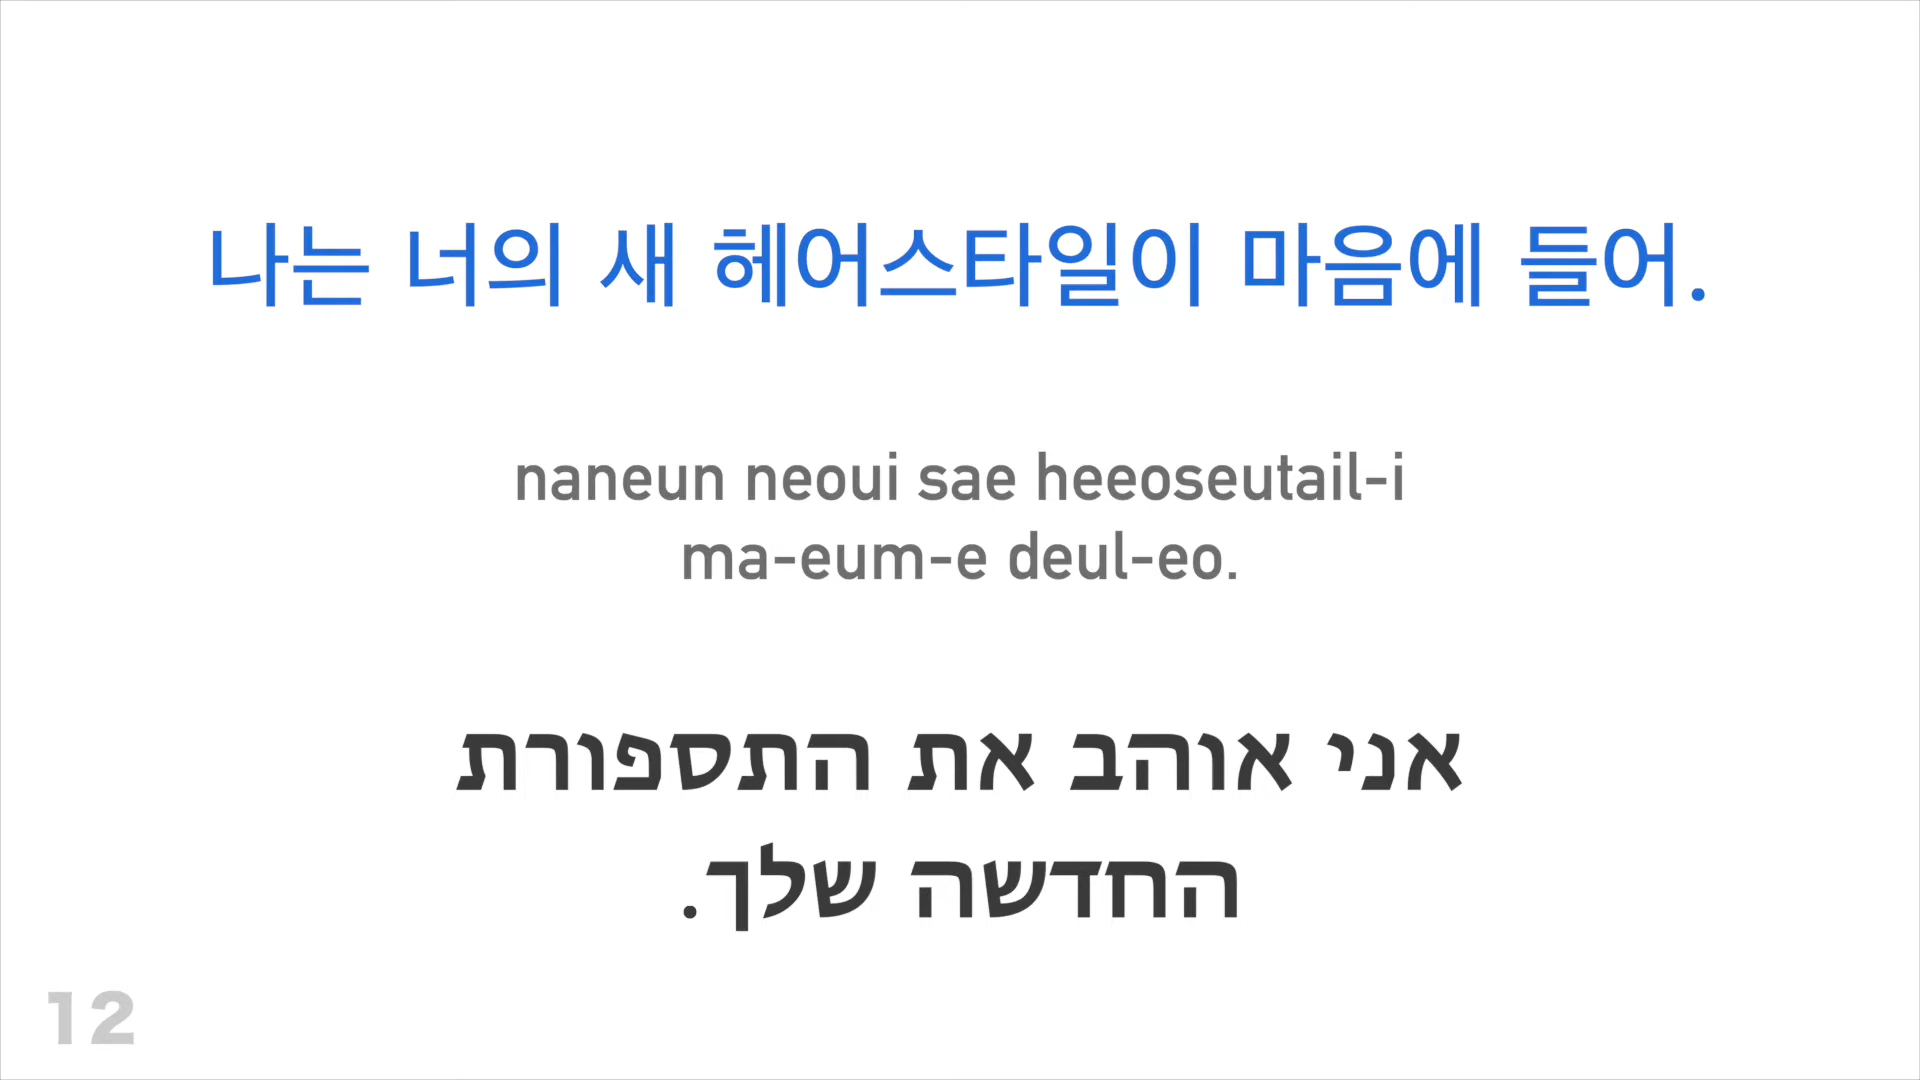 나는 너의 새 헤어스타일이 마음에 들어.
naneun neoui sae heeoseutail-i
ma-eum-e deul-eo.
אני אוהב את התספורת
החדשה שלך.
12